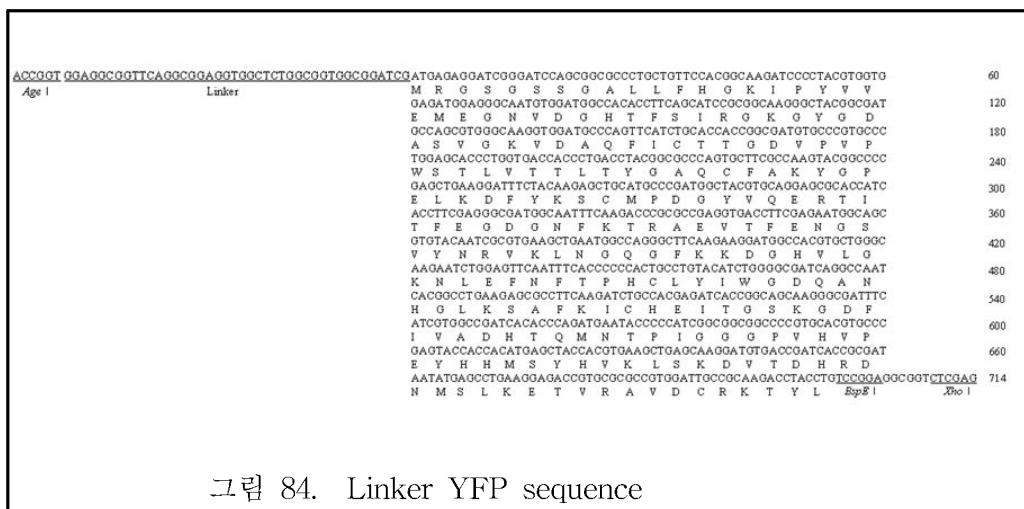 ACCGGT GGAGGCGGTTCAGGCGGAGGTGGCTCTGGCGGTGGCGGATCGATGAGAGGATCGGGATCCAGCGGCGCCCTGCTGTTCCACGGCAAGATCCCCTACGTGGTG 60
Age I Linker M R G S G S S G A L L F H G K I P Y V V
GAGATGGAGGGCAATGTGGATGGCCACACCTTCAGCATCCGCGGCAAGGGCTACGGCGAT 120
E M E G N V D G H T F S I R G K G Y G D
GCCAGCGTGGGCAAGGTGGATGCCCAGTTCATCTGCACCACCGGCGATGTGCCCGTGCCC 180
A S V G K V D A Q F I C T T G D V P V P
TGGAGCACCCTGGTGACCACCCTGACCTACGGCGCCCAGTGCTTCGCCAAGTACGGCCCC 240
W S T L V T T L T Y G A Q C F A K Y G P
GAGCTGAAGGATTTCTACAAGAGCTGCATGCCCGATGGCTACGTGCAGGAGCGCACCATC 300
E L K D F Y K S C M P D G Y V Q E R T I
ACCTTCGAGGGCGATGGCAATTTCAAGACCCGCGCCGAGGTGACCTTCGAGAATGGCAGC 360
T F E G D G N F K T R A E V T F E N G S
GTGTACAATCGCGTGAAGCTGAATGGCCAGGGCTTCAAGAAGGATGGCCACGTGCTGGGC 420
V Y N R V K L N G Q G F K K D G H V L G
AAGAATCTGGAGTTCAATTTCACCCCCCACTGCCTGTACATCTGGGGCGATCAGGCCAAT 480
K N L E F N F T P H C L Y I W G D Q A N
CACGGCCTGAAGAGCGCCTTCAAGATCTGCCACGAGATCACCGGCAGCAAGGGCGATTTC 540
H G L K S A F K I C H E I T G S K G D F
ATCGTGGCCGATCACACCCAGATGAATACCCCCATCGGCGGCGGCCCCGTGCACGTGCCC 600
I V A D H T Q M N T P I G G G P V H V P
GAGTACCACCACATGAGCTACCACGTGAAGCTGAGCAAGGATGTGACCGATCACCGCGAT 660
E Y H H M S Y H V K L S K D V T D H R D
AATATGAGCCTGAAGGAGACCGTGCGCGCCGTGGATTGCCGCAAGACCTACCTGTCCGGAGGCGGTCTCGAG 714
N M S L K E T V R A V D C R K T Y L BspE I Xho I
그림 84. Linker YFP sequence